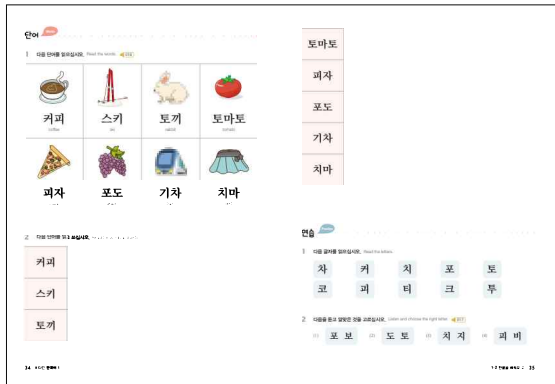 단어
1 다음 단어를 읽으십시오. Read the words.
커피 스키 토끼 토마토
coffee ski rabbit tomato
피자 포도 기차 치마
2 다음 단어를 쓰십시오.
커피
스키
토끼
34
토마토
피자
포도
기차
치마
연습
1 다음 글자를 읽으십시오. Read the letters.
차 커 치 포 토
코 피 티 크 투
2 다음을 듣고 알맞은 것을 고르십시오. Listen and choose the right letter.
(1) 포 보 (2) 도 토 (3) 치 지 (4) 피 비
35